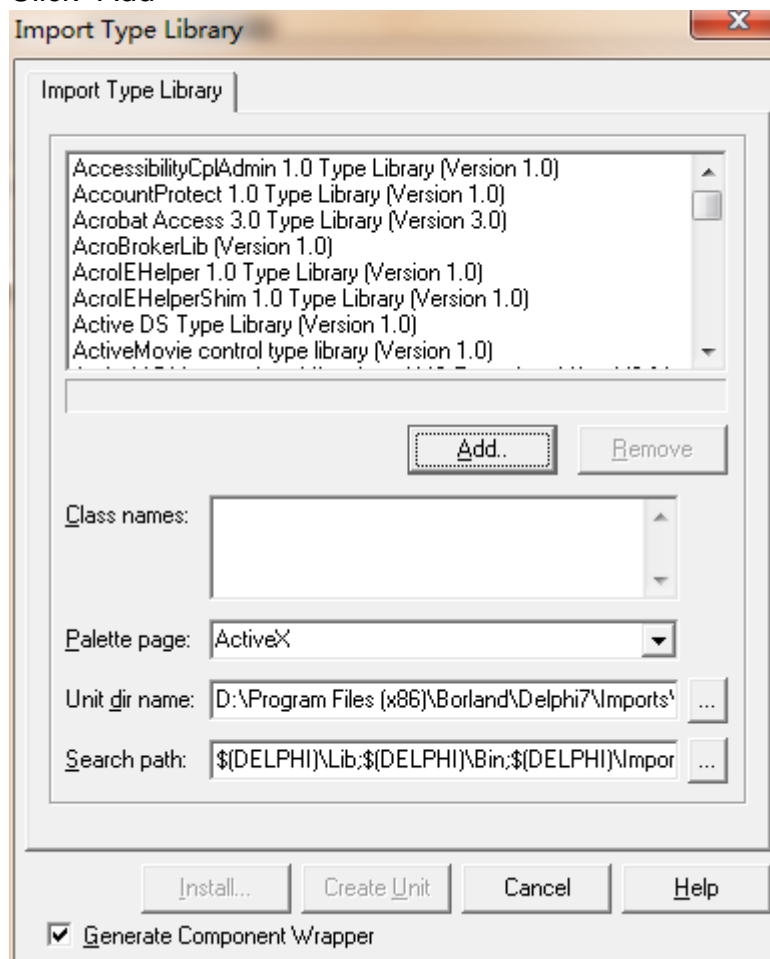 Import Type Library
Import Type Library
AccessibilityCplAdmin 1.0 Type Library (Version 1.0)
AccountProtect 1.0 Type Library (Version 1.0)
Acrobat Access 3.0 Type Library (Version 3.0)
AcroBrokerLib (Version 1.0)
AcroIEHelper 1.0 Type Library (Version 1.0)
AcroIEHelperShim 1.0 Type Library (Version 1.0)
Active DS Type Library (Version 1.0)
ActiveMovie control type library (Version 1.0)
Add.. Remove
Class names:
Palette page: ActiveX
Unit dir name: D:\Program Files (x86)\Borland\Delphi7\Imports\ ...
Search path: $(DELPHI)\Lib;$(DELPHI)\Bin;$(DELPHI)\Impor ...
Install... Create Unit Cancel Help
Generate Component Wrapper